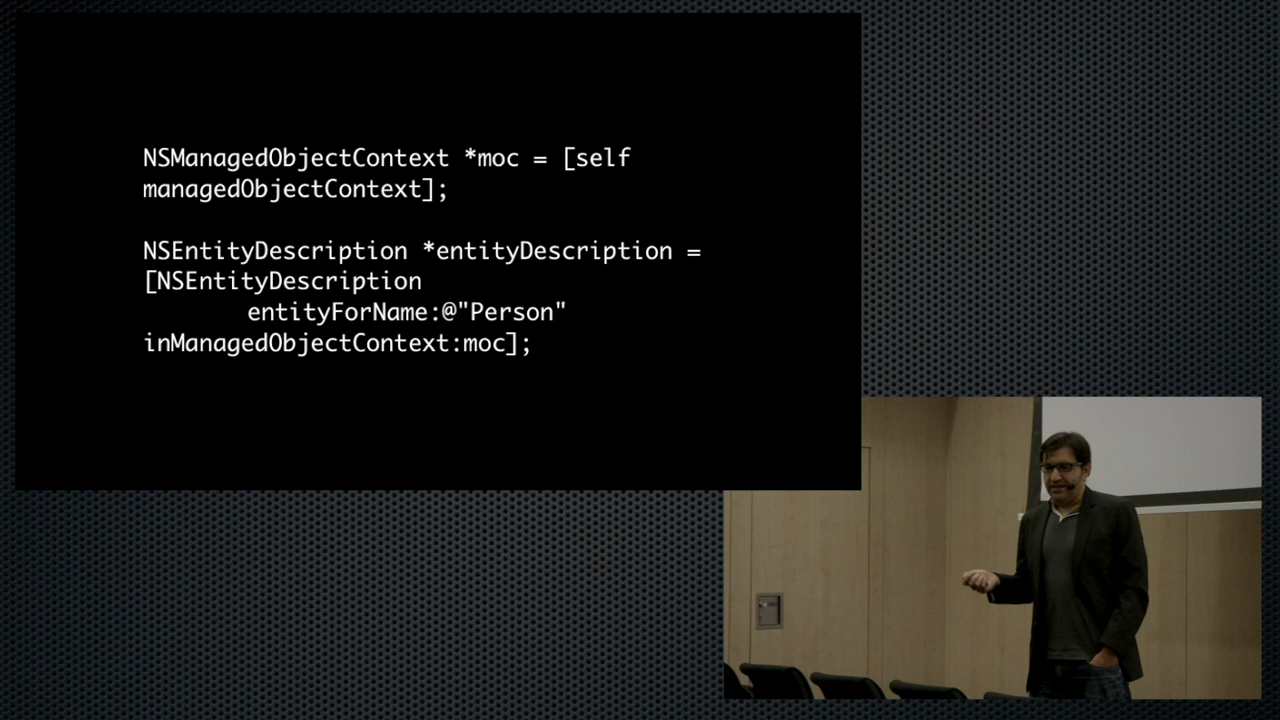 NSManagedObjectContext *moc = [self
managedObjectContext];
NSEntityDescription *entityDescription =
[NSEntityDescription
entityForName:@"Person"
inManagedObjectContext:moc];